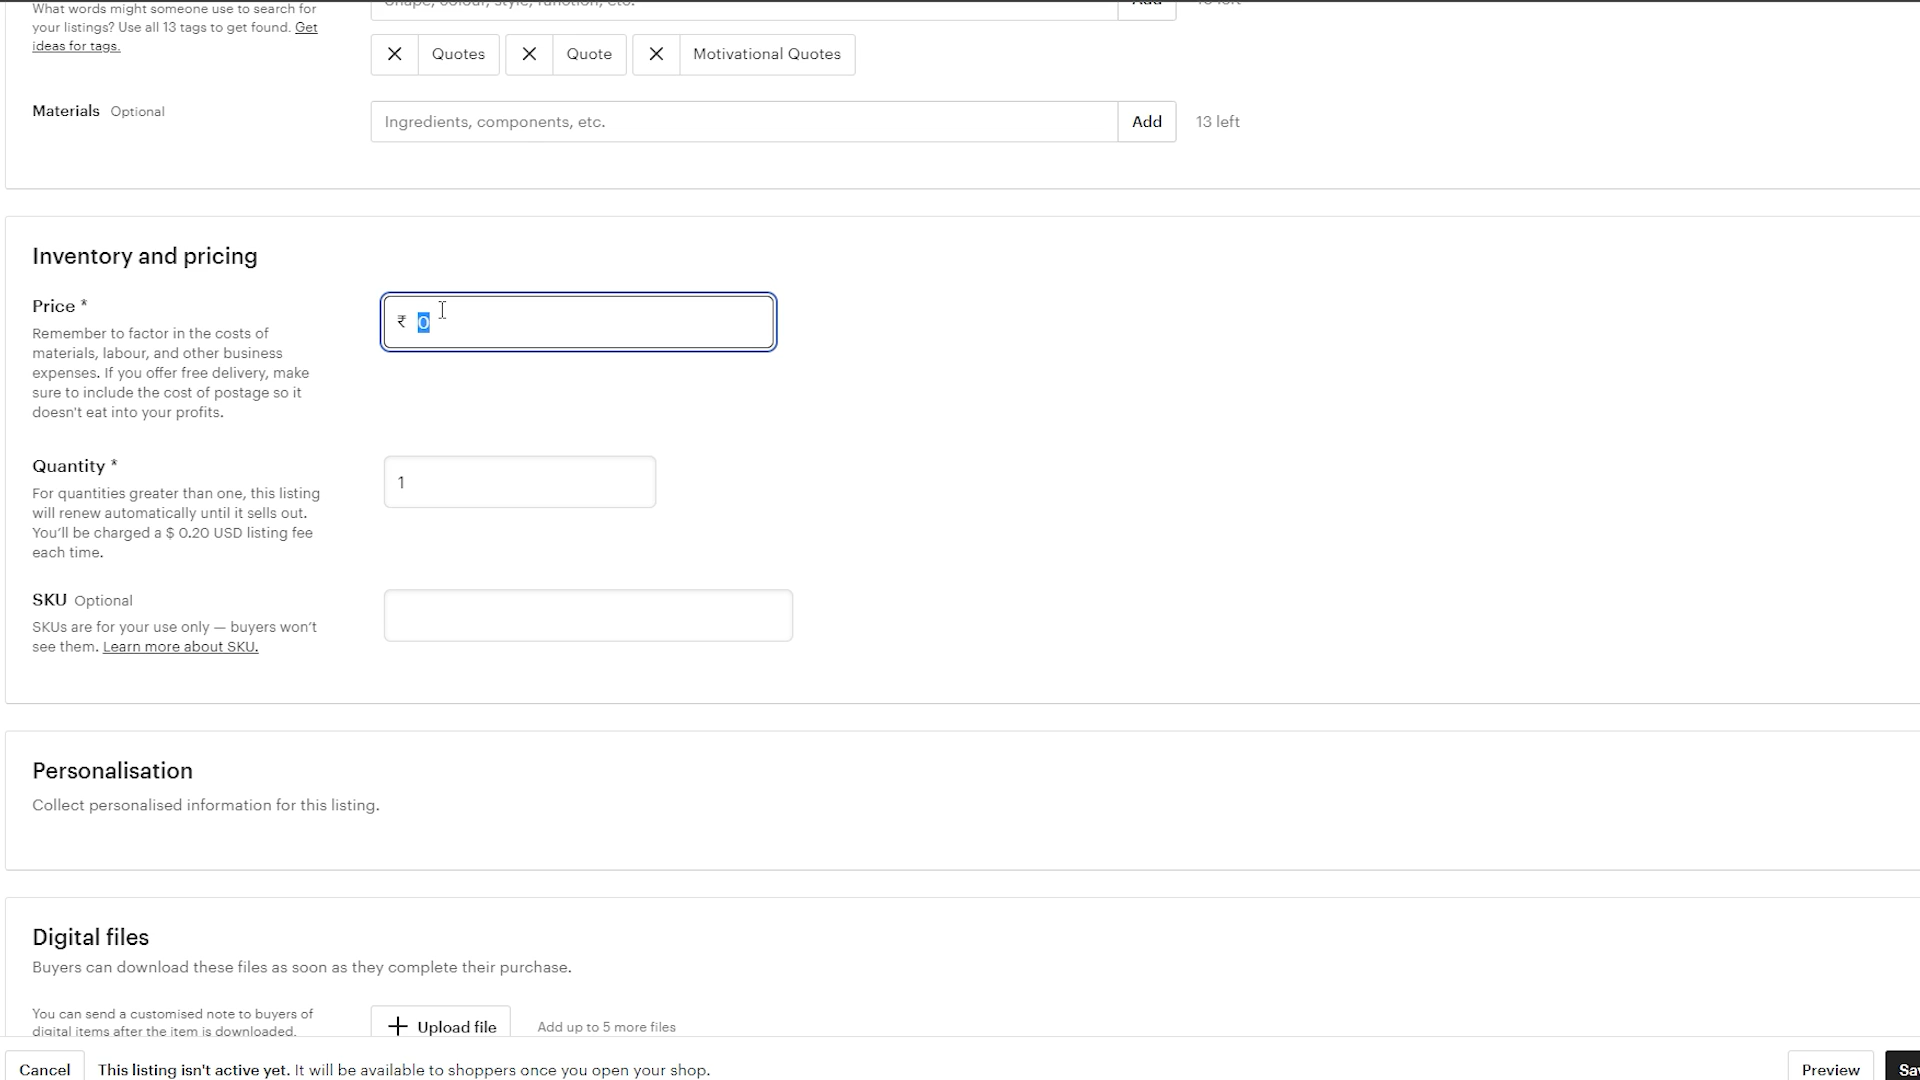 What words might someone use to search for
your listings? Use all 13 tags to get found. Get
ideas for tags.
Shape, colour, style, function, etc.
Add
10 left
Quotes
Quote
Motivational Quotes
Materials Optional
Ingredients, components, etc.
Add
13 left
Inventory and pricing
Price *
Remember to factor in the costs of
materials, labour, and other business
expenses. If you offer free delivery, make
sure to include the cost of postage so it
doesn't eat into your profits.
₹ 0
Quantity *
For quantities greater than one, this listing
will renew automatically until it sells out.
You'll be charged a $ 0.20 USD listing fee
each time.
1
SKU Optional
SKUs are for your use only — buyers won't
see them. Learn more about SKU.
Personalisation
Collect personalised information for this listing.
Digital files
Buyers can download these files as soon as they complete their purchase.
You can send a customised note to buyers of
digital items after the item is downloaded.
Upload file
Add up to 5 more files
Cancel
This listing isn't active yet. It will be available to shoppers once you open your shop.
Preview
Sav